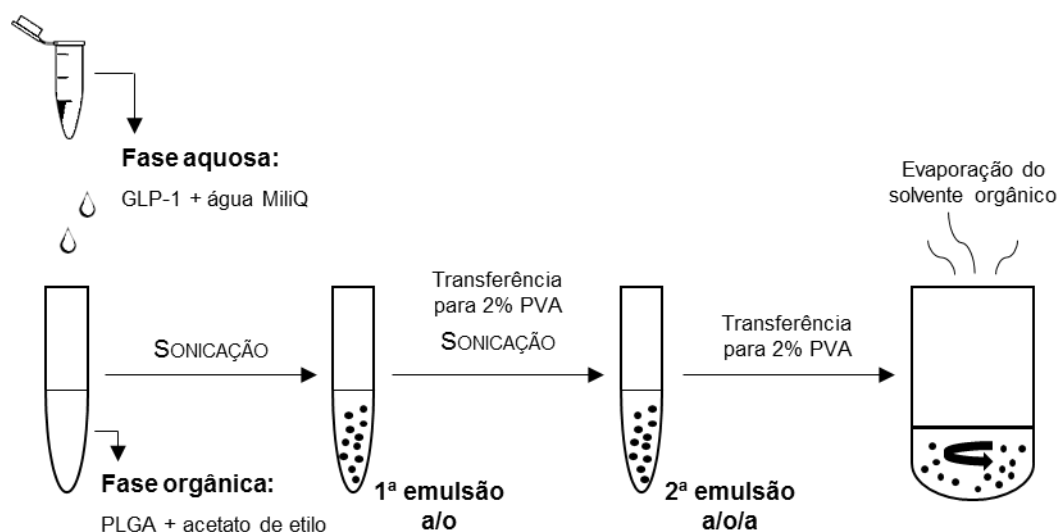 Fase aquosa:
GLP-1 + água MiliQ
Evaporação do
solvente orgânico
Transferência
para 2% PVA
SONICAÇÃO
SONICAÇÃO
Transferência
para 2% PVA
Fase orgânica:
PLGA + acetato de etilo
1ª emulsão
a/o
2ª emulsão
a/o/a